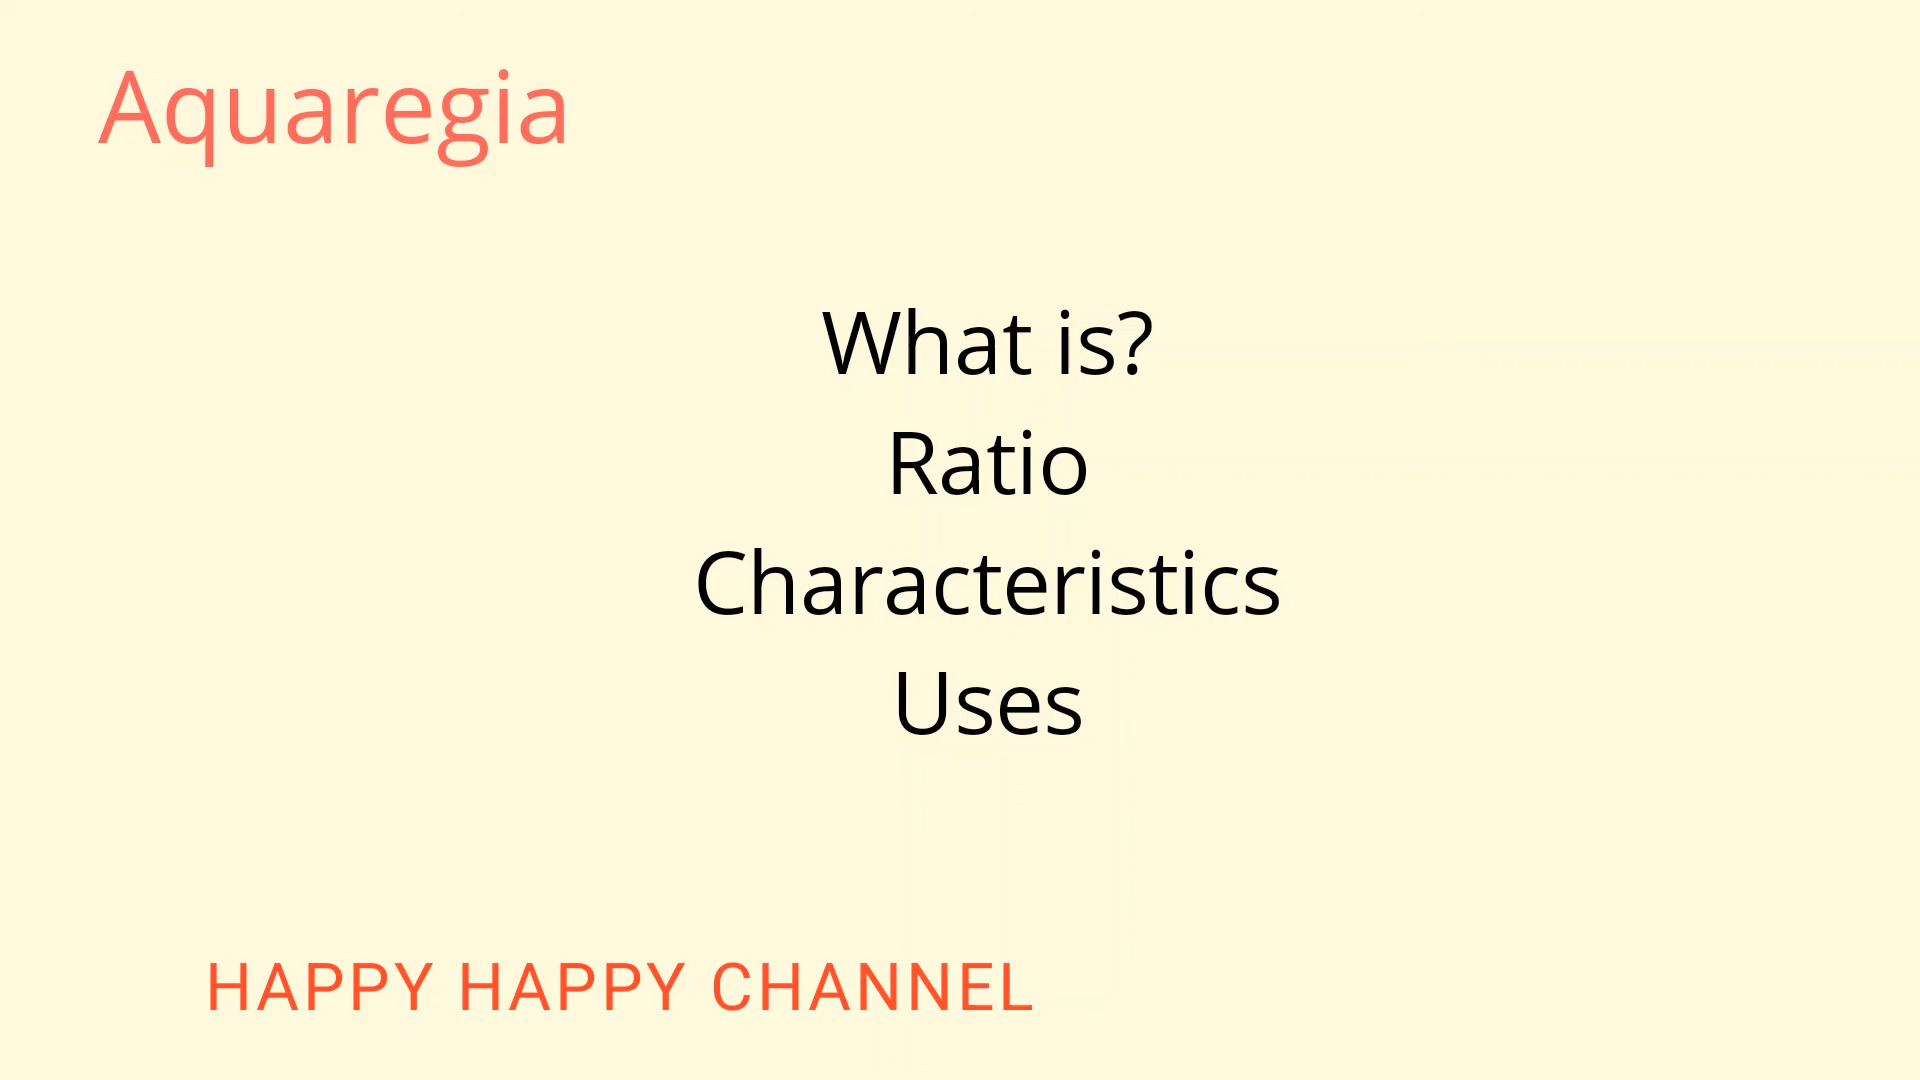 Aquaregia
What is?
Ratio
Characteristics
Uses
HAPPY HAPPY CHANNEL